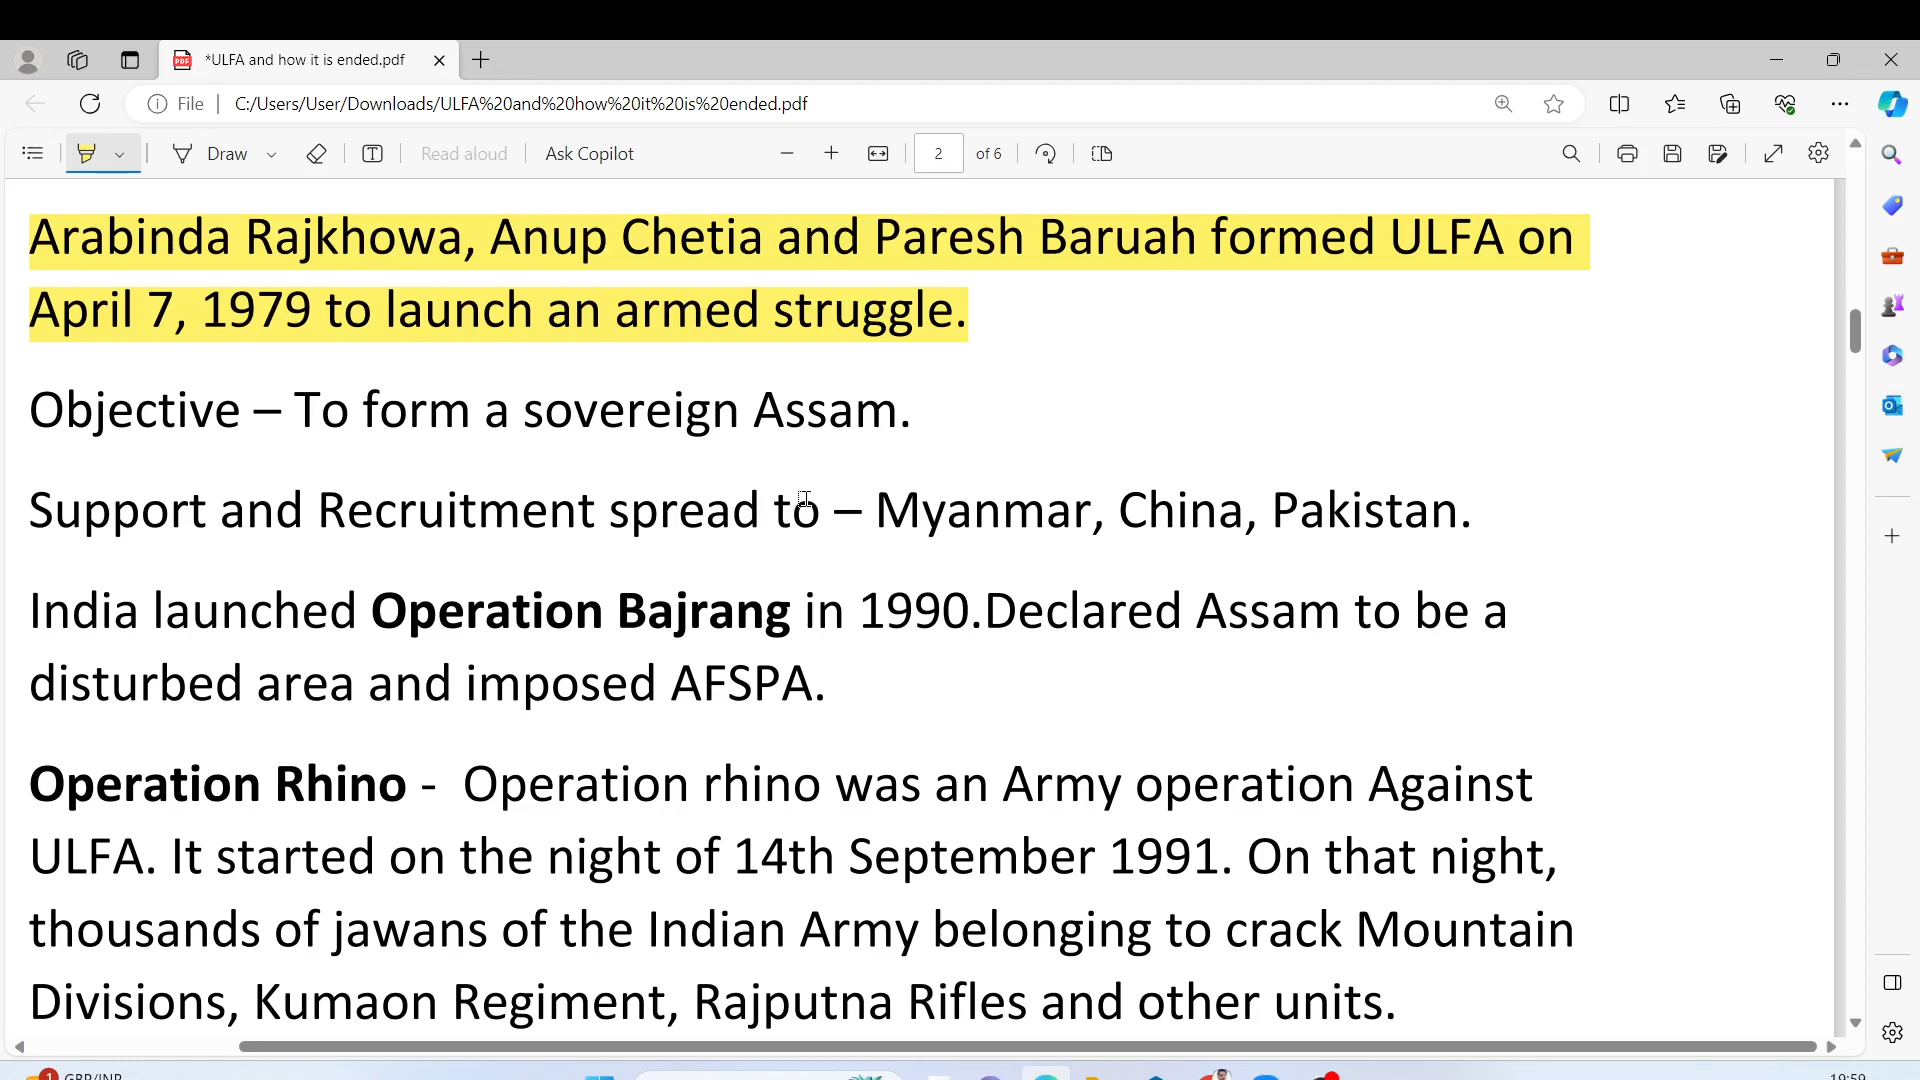 *ULFA and how it is ended.pdf
File
C:/Users/User/Downloads/ULFA%20and%20how%20it%20is%20ended.pdf
Draw
Read aloud
Ask Copilot
2 of 6
Arabinda Rajkhowa, Anup Chetia and Paresh Baruah formed ULFA on
April 7, 1979 to launch an armed struggle.
Objective – To form a sovereign Assam.
Support and Recruitment spread to – Myanmar, China, Pakistan.
India launched Operation Bajrang in 1990.Declared Assam to be a
disturbed area and imposed AFSPA.
Operation Rhino -  Operation rhino was an Army operation Against
ULFA. It started on the night of 14th September 1991. On that night,
thousands of jawans of the Indian Army belonging to crack Mountain
Divisions, Kumaon Regiment, Rajputna Rifles and other units.
1 GBP/INR
19:59